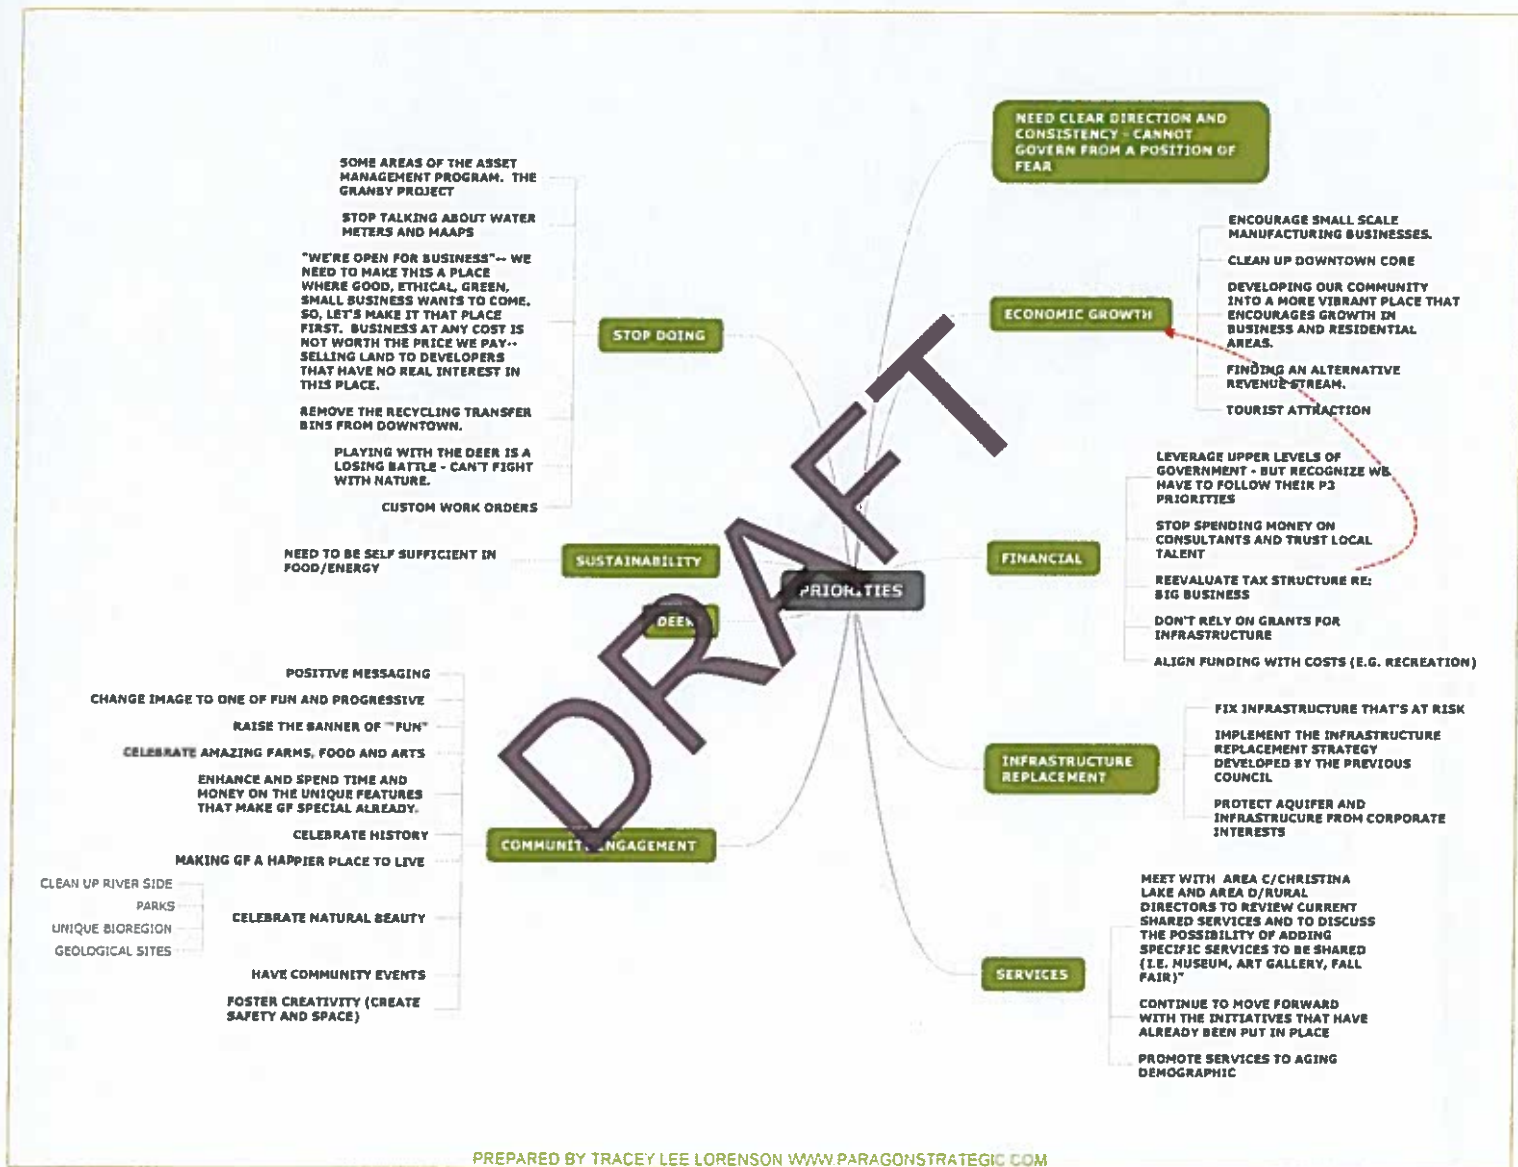 NEED CLEAR DIRECTION AND
CONSISTENCY - CANNOT
GOVERN FROM A POSITION OF
FEAR
SOME AREAS OF THE ASSET
MANAGEMENT PROGRAM. THE
GRANBY PROJECT
STOP TALKING ABOUT WATER
METERS AND MAAPS
"WE'RE OPEN FOR BUSINESS"-- WE
NEED TO MAKE THIS A PLACE
WHERE GOOD, ETHICAL, GREEN,
SMALL BUSINESS WANTS TO COME.
SO, LET'S MAKE IT THAT PLACE
FIRST. BUSINESS AT ANY COST IS
NOT WORTH THE PRICE WE PAY--
SELLING LAND TO DEVELOPERS
THAT HAVE NO REAL INTEREST IN
THIS PLACE.
REMOVE THE RECYCLING TRANSFER
BINS FROM DOWNTOWN.
PLAYING WITH THE DEER IS A
LOSING BATTLE - CAN'T FIGHT
WITH NATURE.
CUSTOM WORK ORDERS
STOP DOING
ECONOMIC GROWTH
ENCOURAGE SMALL SCALE
MANUFACTURING BUSINESSES.
CLEAN UP DOWNTOWN CORE
DEVELOPING OUR COMMUNITY
INTO A MORE VIBRANT PLACE THAT
ENCOURAGES GROWTH IN
BUSINESS AND RESIDENTIAL
AREAS.
FINDING AN ALTERNATIVE
REVENUE STREAM.
TOURIST ATTRACTION
NEED TO BE SELF SUFFICIENT IN
FOOD/ENERGY
SUSTAINABILITY
DEER
PRIORITIES
DRAFT
FINANCIAL
LEVERAGE UPPER LEVELS OF
GOVERNMENT - BUT RECOGNIZE WE
HAVE TO FOLLOW THEIR P3
PRIORITIES
STOP SPENDING MONEY ON
CONSULTANTS AND TRUST LOCAL
TALENT
REEVALUATE TAX STRUCTURE RE:
BIG BUSINESS
DON'T RELY ON GRANTS FOR
INFRASTRUCTURE
ALIGN FUNDING WITH COSTS (E.G. RECREATION)
POSITIVE MESSAGING
CHANGE IMAGE TO ONE OF FUN AND PROGRESSIVE
RAISE THE BANNER OF ""FUN"
CELEBRATE AMAZING FARMS, FOOD AND ARTS
ENHANCE AND SPEND TIME AND
MONEY ON THE UNIQUE FEATURES
THAT MAKE GF SPECIAL ALREADY.
CELEBRATE HISTORY
MAKING GF A HAPPIER PLACE TO LIVE
CLEAN UP RIVER SIDE
PARKS
UNIQUE BIOREGION
GEOLOGICAL SITES
CELEBRATE NATURAL BEAUTY
HAVE COMMUNITY EVENTS
FOSTER CREATIVITY (CREATE
SAFETY AND SPACE)
COMMUNITY ENGAGEMENT
INFRASTRUCTURE
REPLACEMENT
FIX INFRASTRUCTURE THAT'S AT RISK
IMPLEMENT THE INFRASTRUCTURE
REPLACEMENT STRATEGY
DEVELOPED BY THE PREVIOUS
COUNCIL
PROTECT AQUIFER AND
INFRASTRUCURE FROM CORPORATE
INTERESTS
SERVICES
MEET WITH AREA C/CHRISTINA
LAKE AND AREA D/RURAL
DIRECTORS TO REVIEW CURRENT
SHARED SERVICES AND TO DISCUSS
THE POSSIBILITY OF ADDING
SPECIFIC SERVICES TO BE SHARED
(I.E. MUSEUM, ART GALLERY, FALL
FAIR)"
CONTINUE TO MOVE FORWARD
WITH THE INITIATIVES THAT HAVE
ALREADY BEEN PUT IN PLACE
PROMOTE SERVICES TO AGING
DEMOGRAPHIC
PREPARED BY TRACEY LEE LORENSON WWW.PARAGONSTRATEGIC.COM